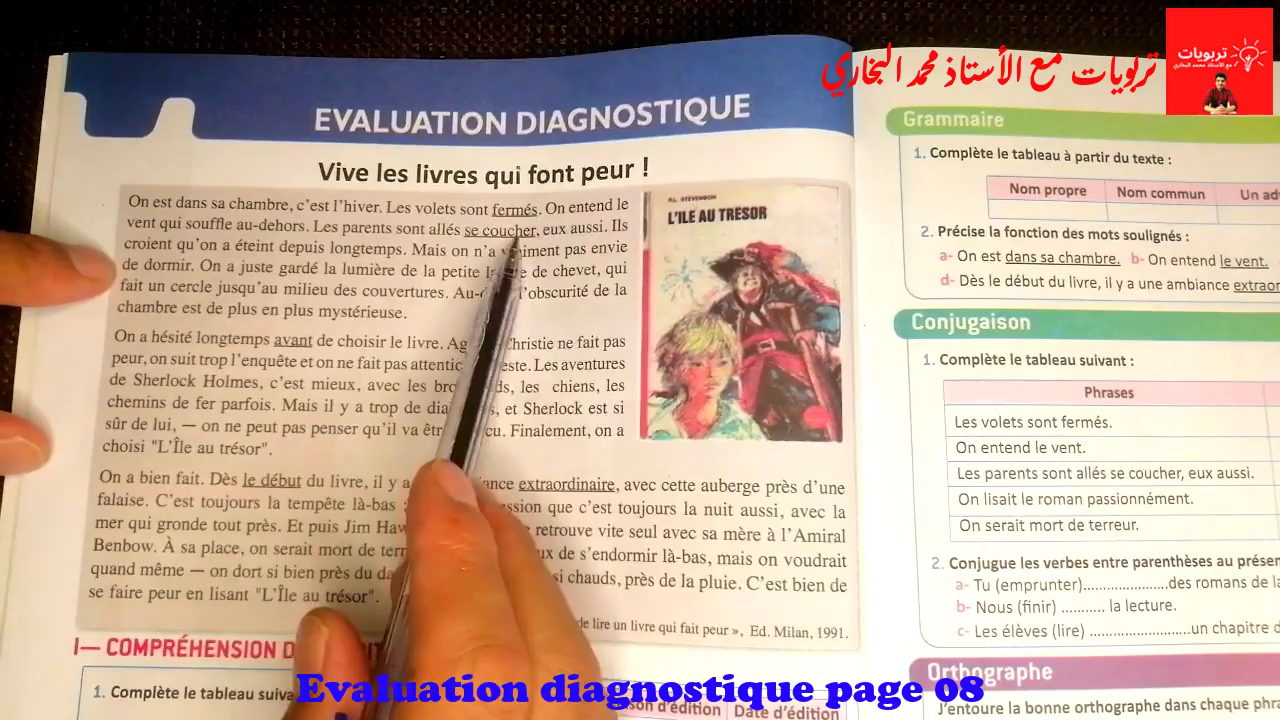 تربويات مع الأستاذ محمد البخاري
تربويات
مع الأستاذ محمد البخاري
EVALUATION DIAGNOSTIQUE
Vive les livres qui font peur !
On est dans sa chambre, c'est l'hiver. Les volets sont fermés. On entend le
vent qui souffle au-dehors. Les parents sont allés se coucher, eux aussi. Ils
croient qu'on a éteint depuis longtemps. Mais on n'a vraiment pas envie
de dormir. On a juste gardé la lumière de la petite de chevet, qui
fait un cercle jusqu'au milieu des couvertures. l'obscurité de la
chambre est de plus en plus mystérieuse.
On a hésité longtemps avant de choisir le livre. Christie ne fait pas
peur, on suit trop l'enquête et on ne fait pas Les aventures
de Sherlock Holmes, c'est mieux, avec les les chiens, les
chemins de fer parfois. Mais il y a trop de et Sherlock est si
sûr de lui, — on ne peut pas penser qu'il va Finalement, on a
choisi "L'Île au trésor".
On a bien fait. Dès le début du livre, il y a extraordinaire, avec cette auberge près d'une
falaise. C'est toujours la tempête là-bas que c'est toujours la nuit aussi, avec la
mer qui gronde tout près. Et puis Jim retrouve vite seul avec sa mère à l'Amiral
Benbow. À sa place, on serait mort de de s'endormir là-bas, mais on voudrait
quand même — on dort si bien près du si chauds, près de la pluie. C'est bien de
se faire peur en lisant "L'Île au trésor".
de lire un livre qui fait peur », Ed. Milan, 1991.
R.L. STEVENSON
L'ILE AU TRESOR
I— COMPRÉHENSION
1. Complète le tableau
d'édition Date d'édition
Grammaire
1. Complète le tableau à partir du texte :
Nom propre Nom commun Un
2. Précise la fonction des mots soulignés :
a- On est dans sa chambre. b- On entend le vent.
d- Dès le début du livre, il y a une ambiance
Conjugaison
1. Complète le tableau suivant :
Phrases
Les volets sont fermés.
On entend le vent.
Les parents sont allés se coucher, eux aussi.
On lisait le roman passionnément.
On serait mort de terreur.
2. Conjugue les verbes entre parenthèses au
a- Tu (emprunter)......................des romans de
b- Nous (finir) ........... la lecture.
c- Les élèves (lire) ..........................un chapitre
Orthographe
J'entoure la bonne orthographe dans chaque
Evaluation diagnostique page 08